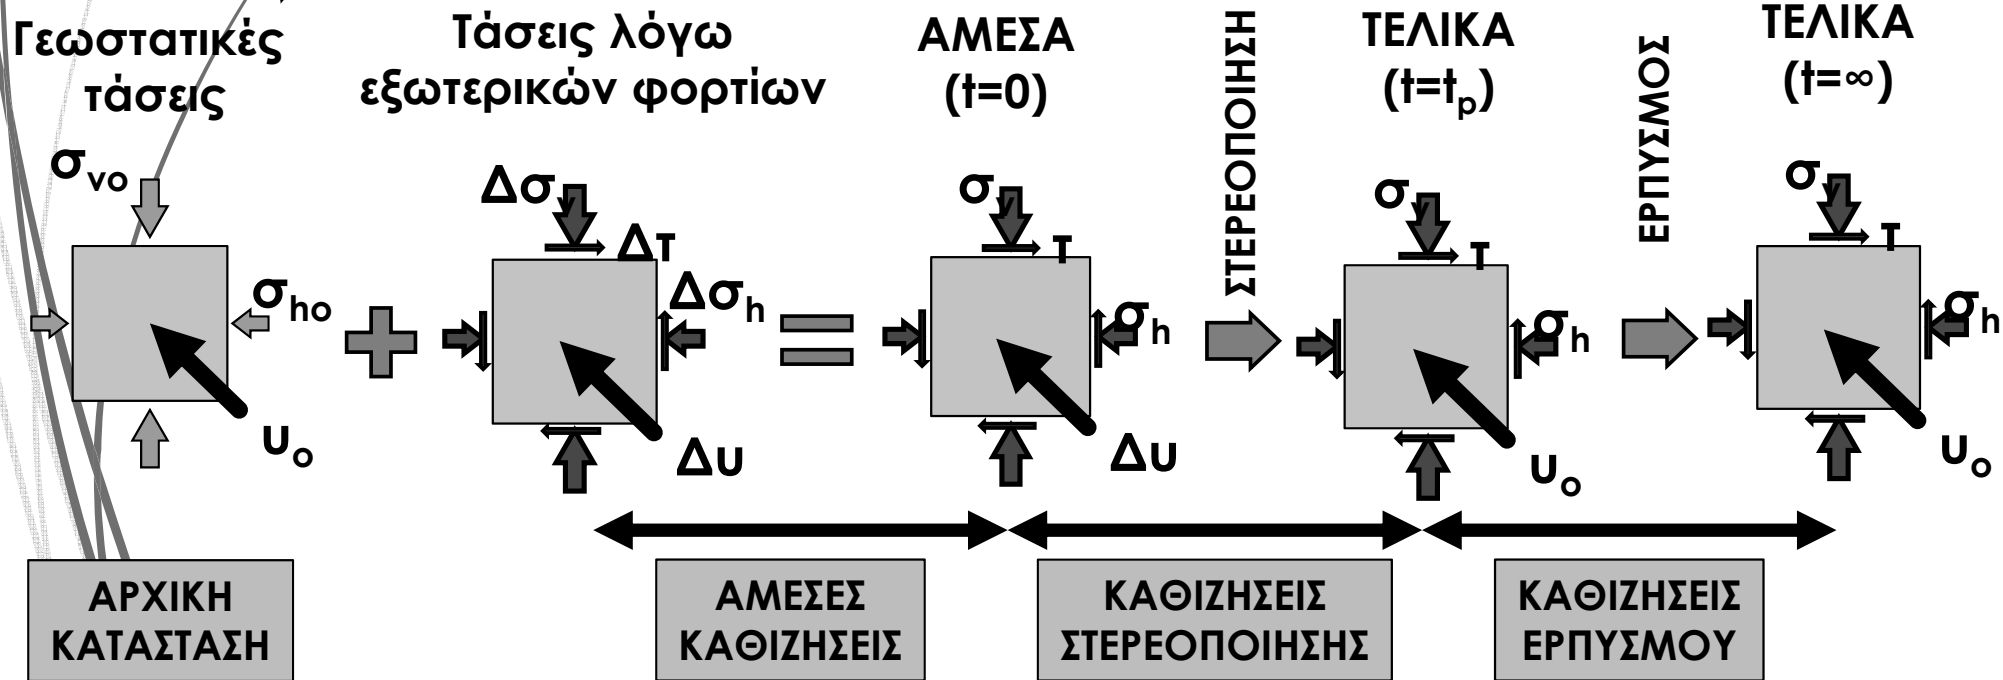 Γεωστατικές
τάσεις
Τάσεις λόγω
εξωτερικών φορτίων
ΑΜΕΣΑ
(t=0)
ΣΤΕΡΕΟΠΟΙΗΣΗ
ΤΕΛΙΚΑ
(t=tp)
ΕΡΠΥΣΜΟΣ
ΤΕΛΙΚΑ
(t=∞)
σvo
σho
uo
Δσv
Δτ
Δσh
Δu
σv
τ
σh
Δu
σv
τ
σh
uo
σv
τ
σh
uo
ΑΡΧΙΚΗ
ΚΑΤΑΣΤΑΣΗ
ΑΜΕΣΕΣ
ΚΑΘΙΖΗΣΕΙΣ
ΚΑΘΙΖΗΣΕΙΣ
ΣΤΕΡΕΟΠΟΙΗΣΗΣ
ΚΑΘΙΖΗΣΕΙΣ
ΕΡΠΥΣΜΟΥ